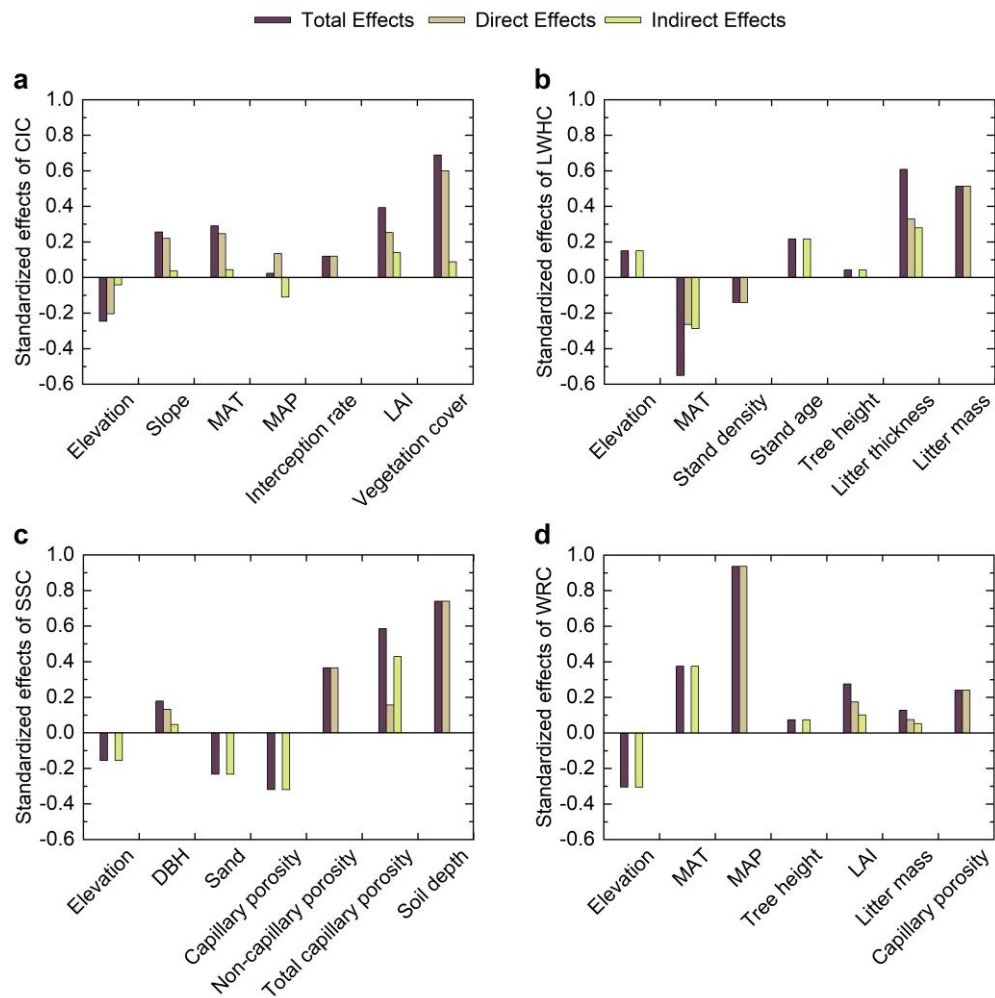 Total Effects Direct Effects Indirect Effects
a
Standardized effects of CIC
1.0
0.8
0.6
0.4
0.2
0.0
-0.2
-0.4
-0.6
Elevation
Slope
MAT
MAP
Interception rate
LAI
Vegetation cover
b
Standardized effects of LWHC
1.0
0.8
0.6
0.4
0.2
0.0
-0.2
-0.4
-0.6
Elevation
MAT
Stand density
Stand age
Tree height
Litter thickness
Litter mass
c
Standardized effects of SSC
1.0
0.8
0.6
0.4
0.2
0.0
-0.2
-0.4
-0.6
Elevation
DBH
Sand
Capillary porosity
Non-capillary porosity
Total capillary porosity
Soil depth
d
Standardized effects of WRC
1.0
0.8
0.6
0.4
0.2
0.0
-0.2
-0.4
-0.6
Elevation
MAT
MAP
Tree height
LAI
Litter mass
Capillary porosity